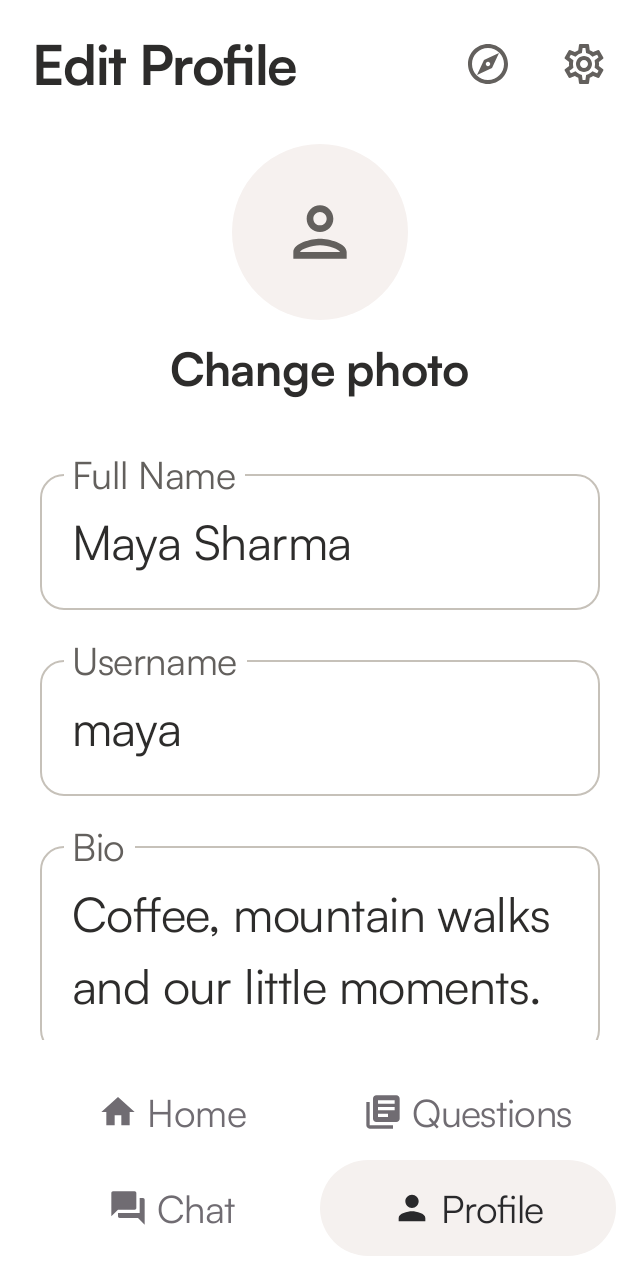 Edit Profile
Change photo
Full Name
Maya Sharma
Username
maya
Bio
Coffee, mountain walks
and our little moments.
Home
Questions
Chat
Profile